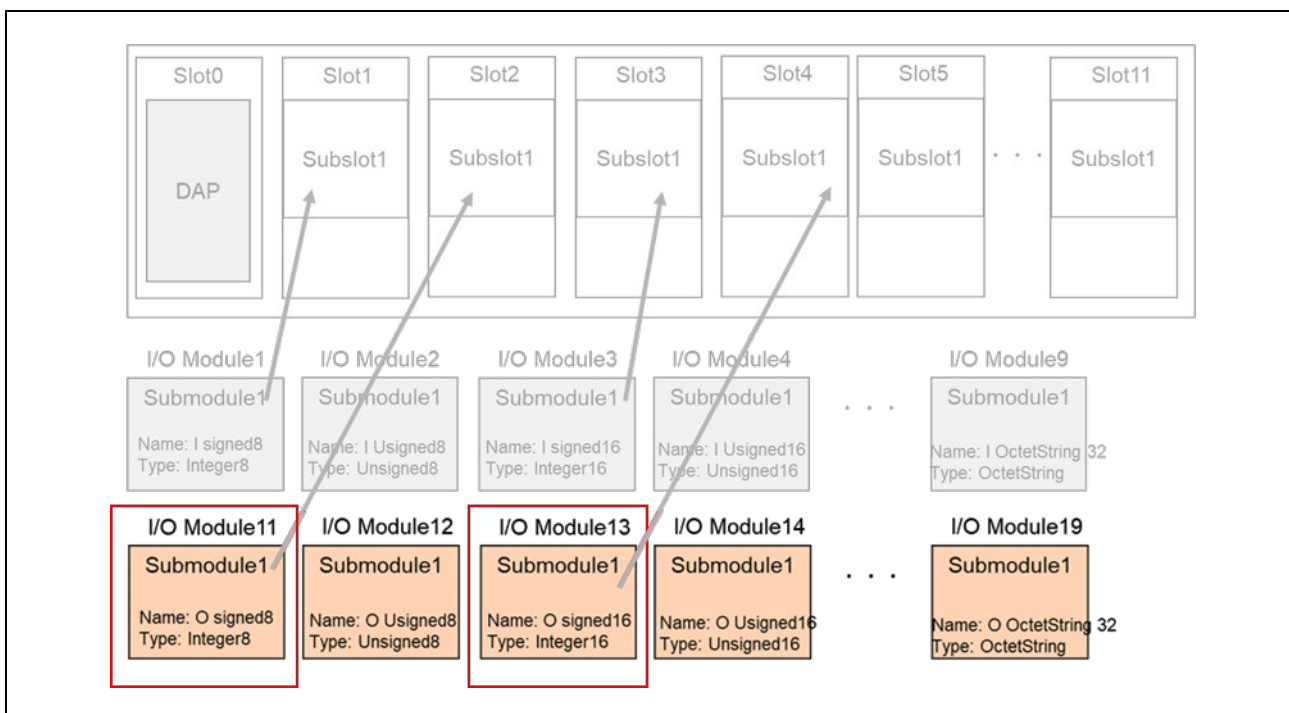 Slot0 Slot1 Slot2 Slot3 Slot4 Slot5 Slot11
DAP Subslot1 Subslot1 Subslot1 Subslot1 Subslot1 . . . Subslot1
I/O Module1 I/O Module2 I/O Module3 I/O Module4 I/O Module9
Submodule1 Submodule1 Submodule1 Submodule1 . . . Submodule1
Name: I signed8 Name: I Usigned8 Name: I signed16 Name: I Usigned16 Name: I OctetString 32
Type: Integer8 Type: Unsigned8 Type: Integer16 Type: Unsigned16 Type: OctetString
I/O Module11 I/O Module12 I/O Module13 I/O Module14 I/O Module19
Submodule1 Submodule1 Submodule1 Submodule1 . . . Submodule1
Name: O signed8 Name: O Usigned8 Name: O signed16 Name: O Usigned16 Name: O OctetString 32
Type: Integer8 Type: Unsigned8 Type: Integer16 Type: Unsigned16 Type: OctetString